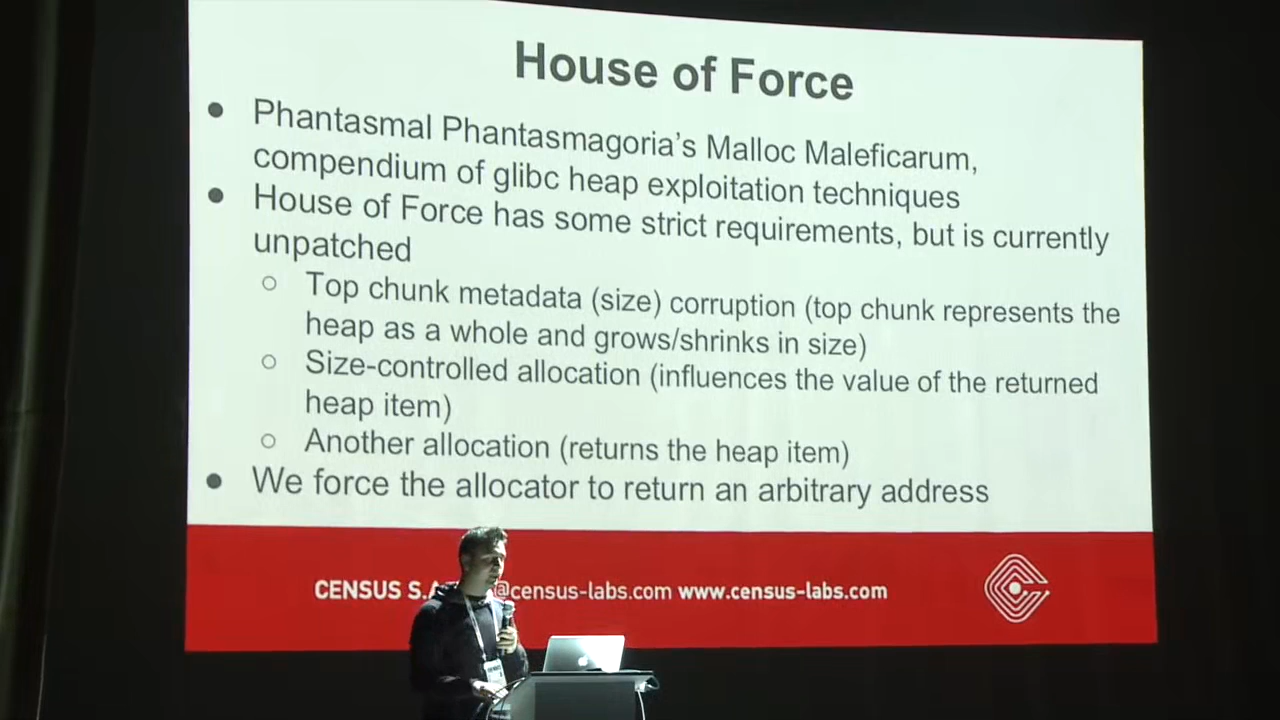 House of Force
● Phantasmal Phantasmagoria's Malloc Maleficarum,
compendium of glibc heap exploitation techniques
● House of Force has some strict requirements, but is currently
unpatched
○ Top chunk metadata (size) corruption (top chunk represents the
heap as a whole and grows/shrinks in size)
○ Size-controlled allocation (influences the value of the returned
heap item)
○ Another allocation (returns the heap item)
● We force the allocator to return an arbitrary address
CENSUS S.A @census-labs.com www.census-labs.com